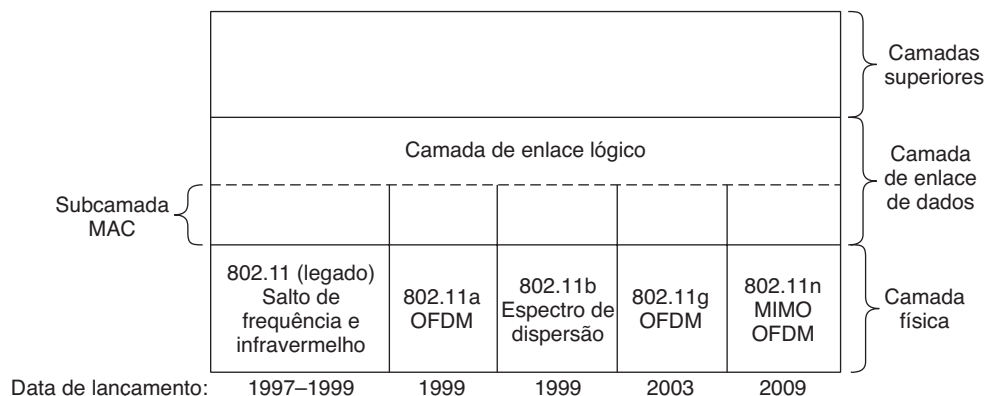 Camadas
superiores
Camada de enlace lógico
Camada
de enlace
de dados
Subcamada
MAC
802.11 (legado)
Salto de
frequência e
infravermelho
802.11a
OFDM
802.11b
Espectro de
dispersão
802.11g
OFDM
802.11n
MIMO
OFDM
Camada
física
Data de lançamento: 1997–1999 1999 1999 2003 2009